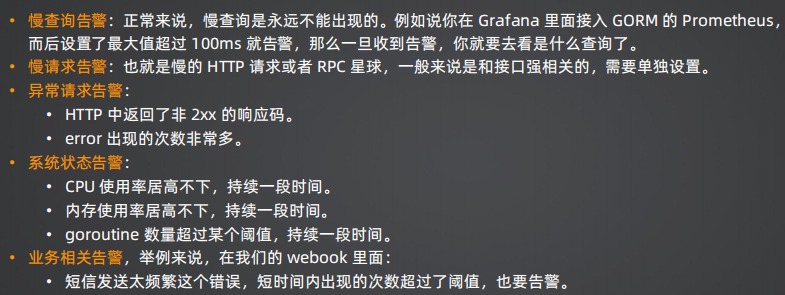 • 慢查询告警：正常来说，慢查询是永远不能出现的。例如说你在 Grafana 里面接入 GORM 的 Prometheus，
而后设置了最大值超过 100ms 就告警，那么一旦收到告警，你就要去看是什么查询了。
• 慢请求告警：也就是慢的 HTTP 请求或者 RPC 星球，一般来说是和接口强相关的，需要单独设置。
• 异常请求告警：
• HTTP 中返回了非 2xx 的响应码。
• error 出现的次数非常多。
• 系统状态告警：
• CPU 使用率居高不下，持续一段时间。
• 内存使用率居高不下，持续一段时间。
• goroutine 数量超过某个阈值，持续一段时间。
• 业务相关告警，举例来说，在我们的 webook 里面：
• 短信发送太频繁这个错误，短时间内出现的次数超过了阈值，也要告警。